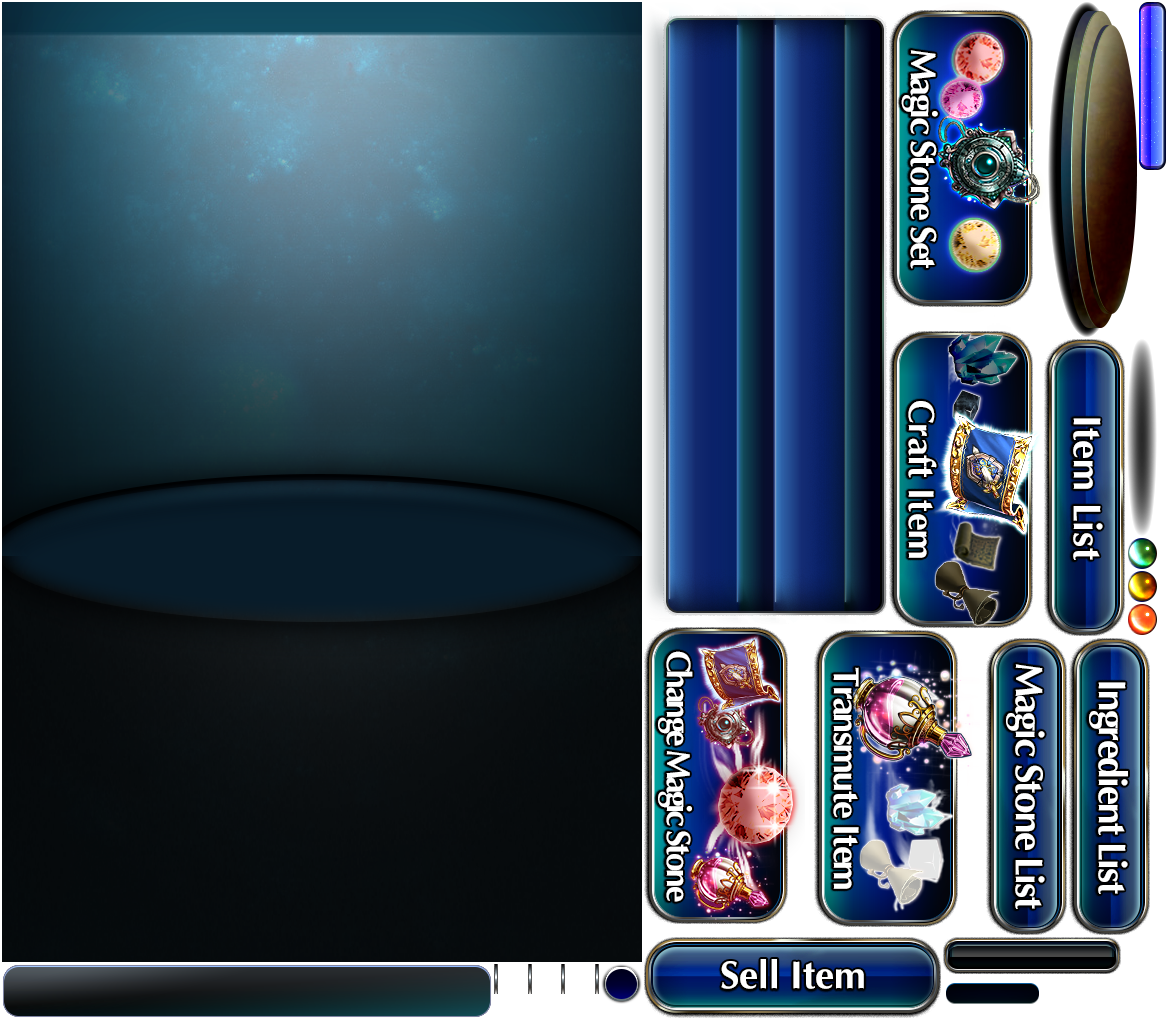 Magic Stone Set
Craft Item
Item List
Change Magic Stone
Transmute Item
Magic Stone List
Ingredient List
Sell Item